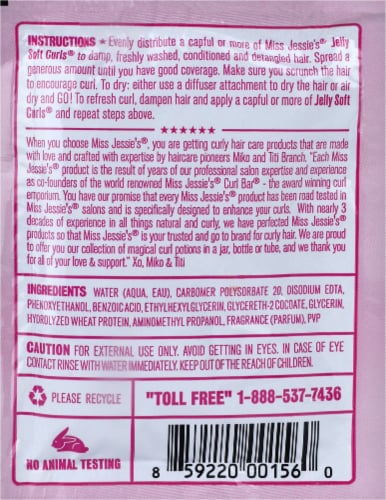 INSTRUCTIONS ★ Evenly distribute a capful or more of Miss Jessie's® Jelly
Soft Curls® to damp, freshly washed, conditioned and detangled hair. Spread a
generous amount until you have good coverage. Make sure you scrunch the hair
to encourage curl. To dry: either use a diffuser attachment to dry the hair or air
dry and GO! To refresh curl, dampen hair and apply a capful or more of Jelly Soft
Curls® and repeat steps above.
★★★★★★
When you choose Miss Jessie's®, you are getting curly hair care products that are made
with love and crafted with expertise by haircare pioneers Miko and Titi Branch. "Each Miss
Jessie's® product is the result of years of our professional salon expertise and experience
as co-founders of the world renowned Miss Jessie's® Curl Bar® - the award winning curl
emporium. You have our promise that every Miss Jessie's® product has been road tested in
Miss Jessie's® salons and is specifically designed to enhance your curls. With nearly 3
decades of experience in all things natural and curly, we have perfected Miss Jessie's®
products so that Miss Jessie's® is your trusted and go to brand for curly hair. We are proud
to offer you our collection of magical curl potions in a jar, bottle or tube, and we thank you
for all of your love & support." Xo, Miko & Titi
INGREDIENTS WATER (AQUA, EAU), CARBOMER POLYSORBATE 20, DISODIUM EDTA,
PHENOXYETHANOL, BENZOIC ACID, ETHYLHEXYLGLYCERIN, GLYCERETH-2 COCOATE, GLYCERIN,
HYDROLYZED WHEAT PROTEIN, AMINOMETHYL PROPANOL, FRAGRANCE (PARFUM), PVP
CAUTION FOR EXTERNAL USE ONLY. AVOID GETTING IN EYES. IN CASE OF EYE
CONTACT RINSE WITH WATER IMMEDIATELY. KEEP OUT OF THE REACH OF CHILDREN.
PLEASE RECYCLE
"TOLL FREE" 1-888-537-7436
NO ANIMAL TESTING
8 59220 00156 0